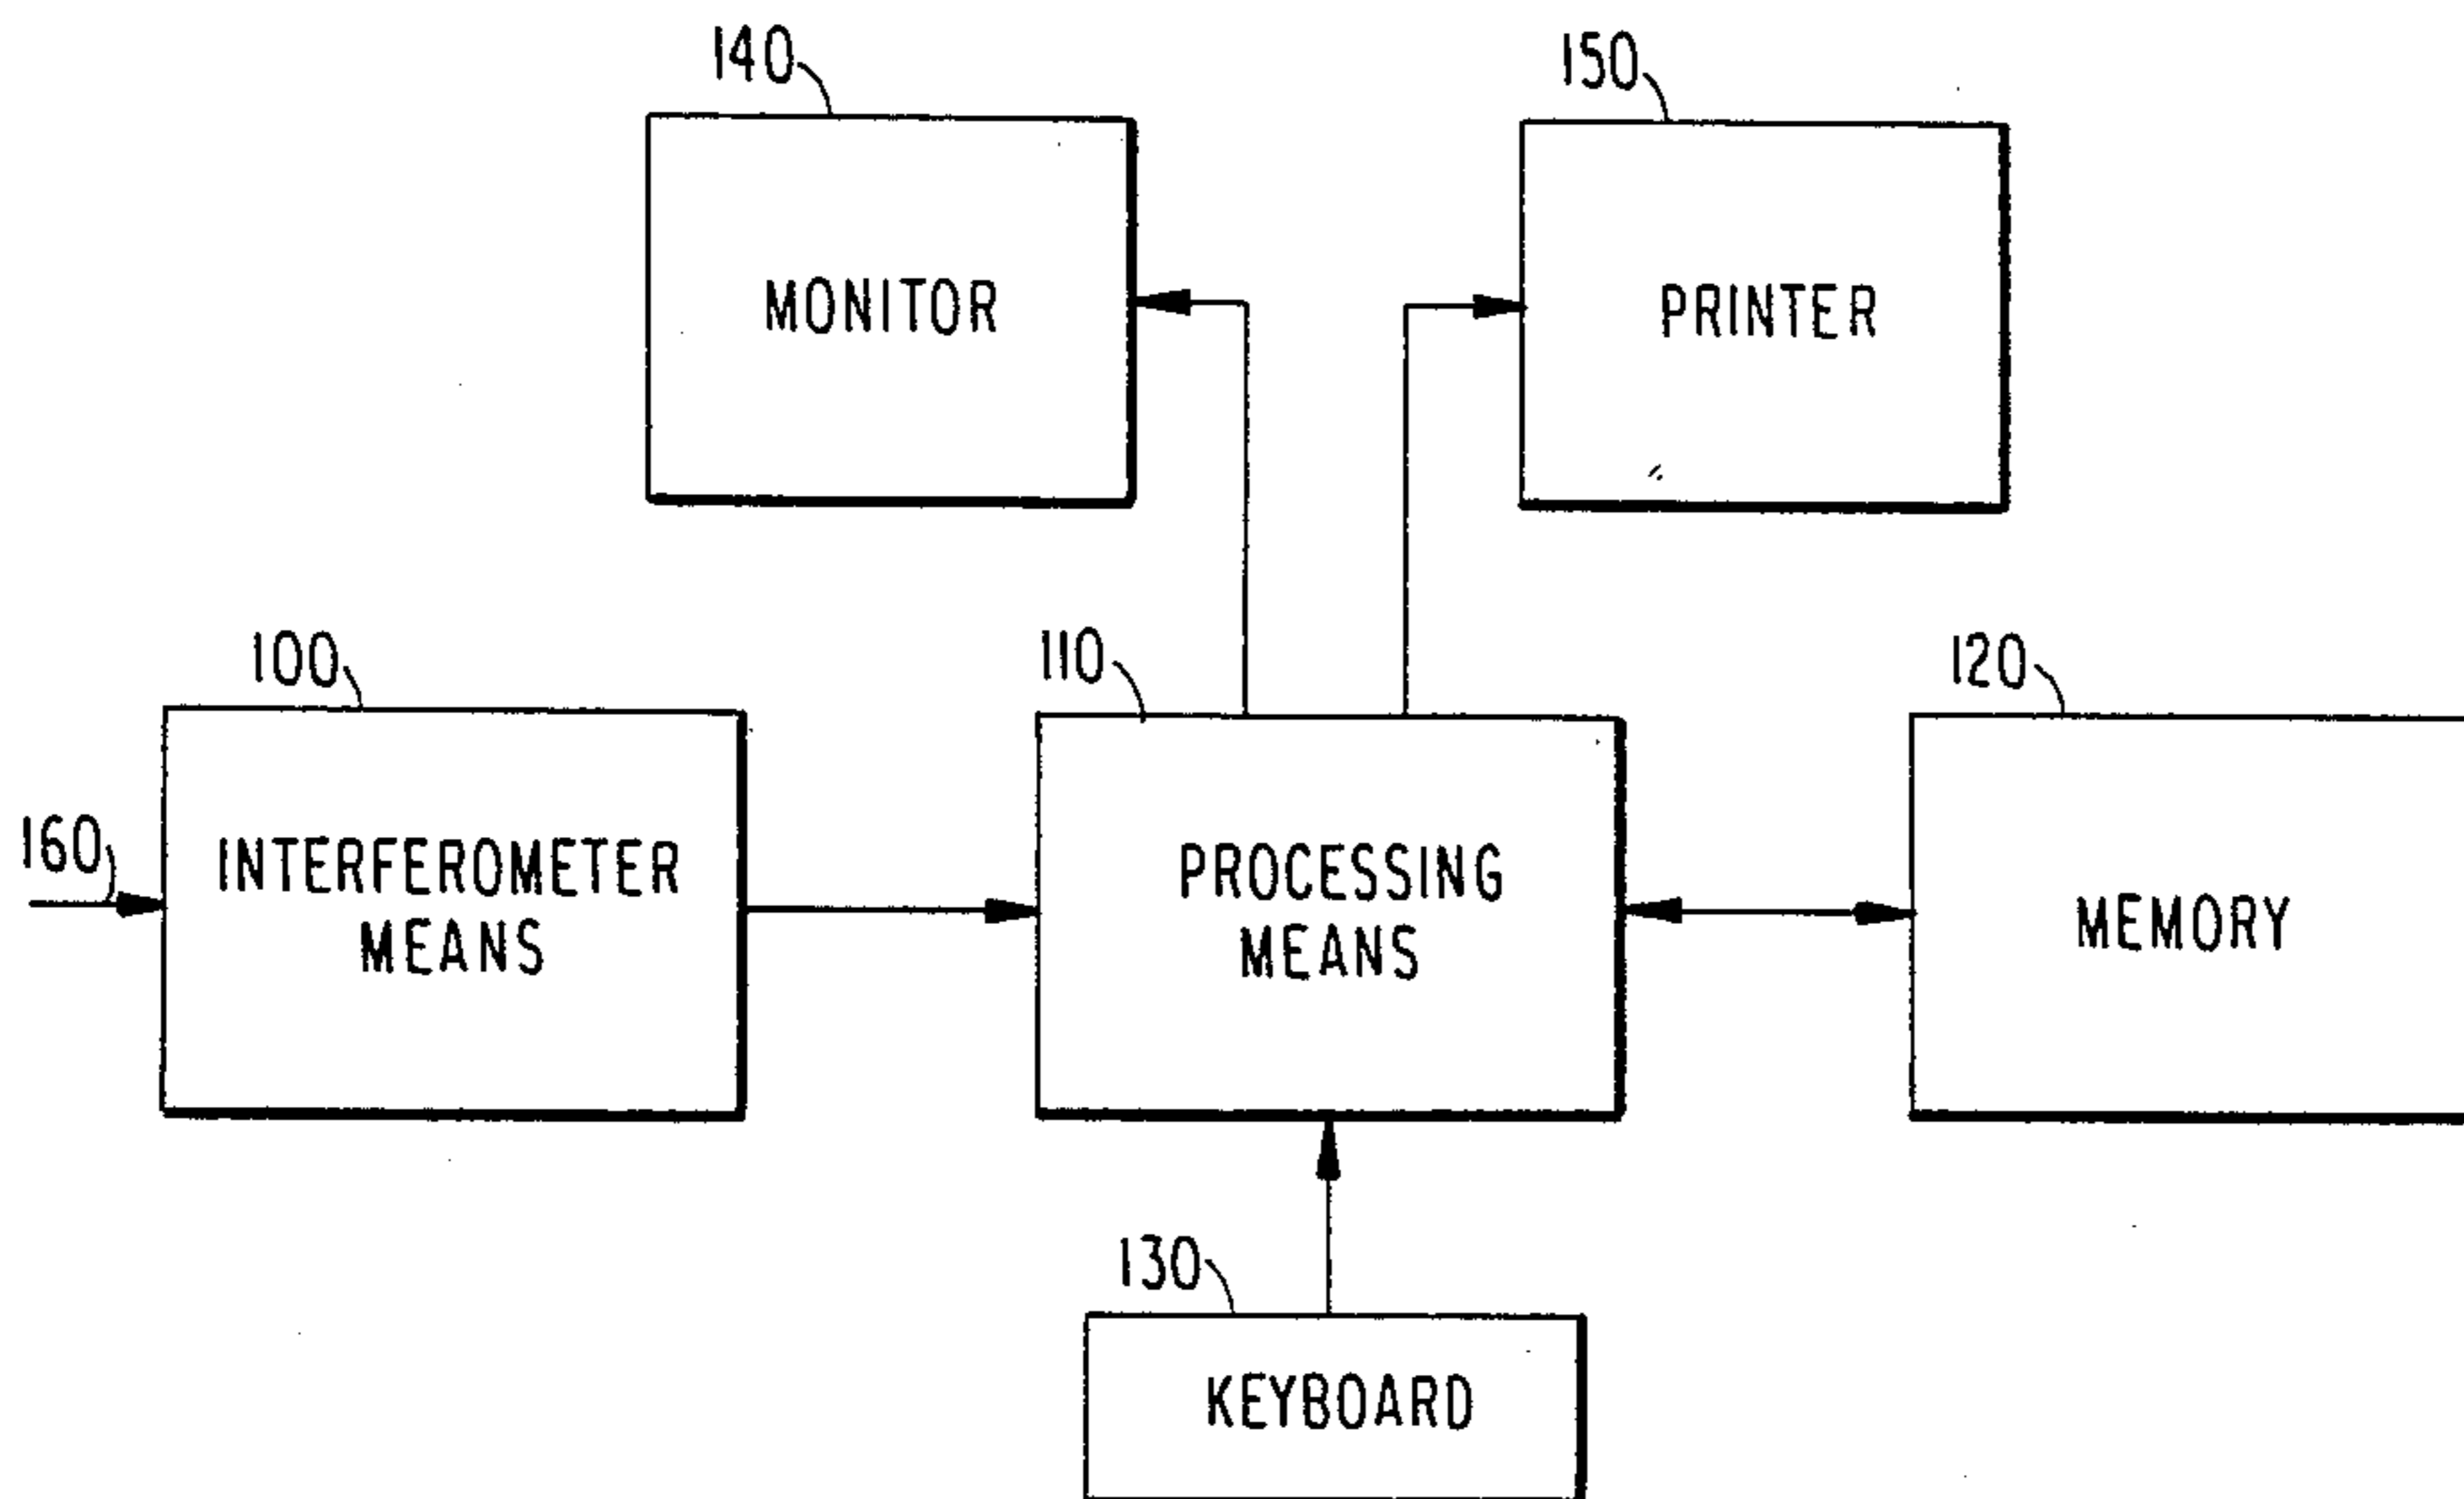 140
150
MONITOR
PRINTER
100
110
120
160
INTERFEROMETER
MEANS
PROCESSING
MEANS
MEMORY
130
KEYBOARD